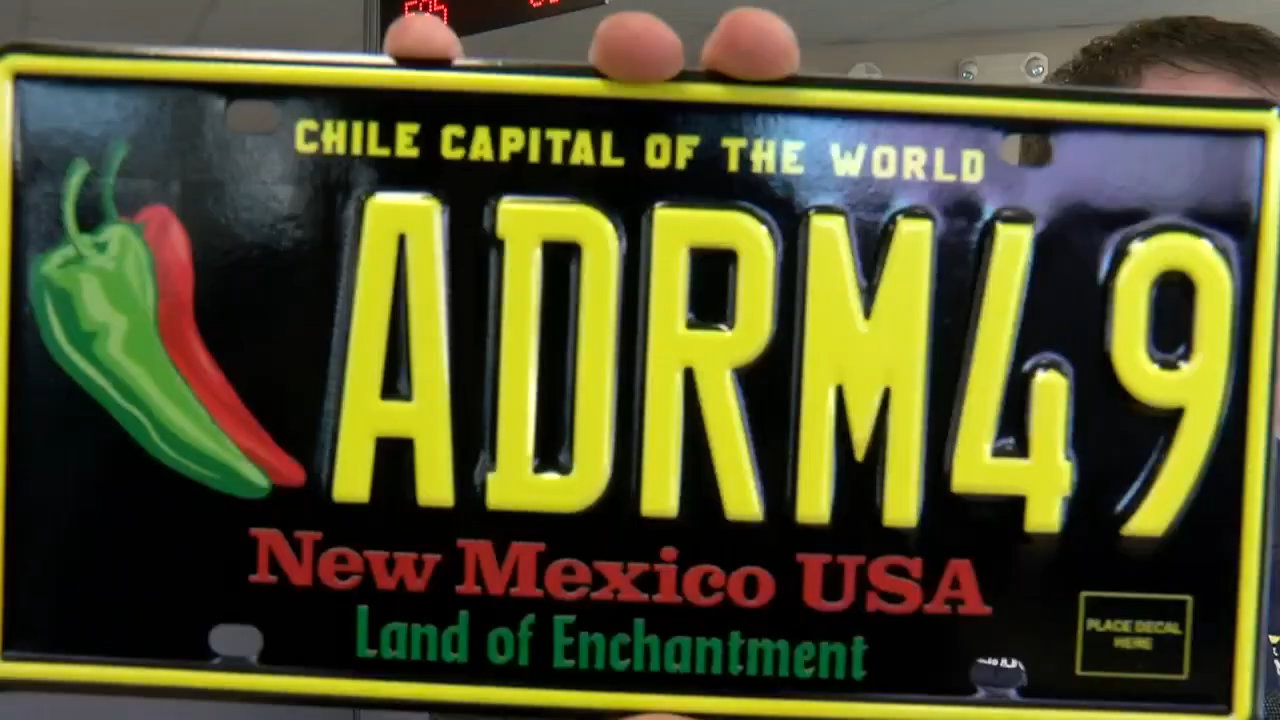 CHILE CAPITAL OF THE WORLD
ADRM49
New Mexico USA
Land of Enchantment
PLACE DECAL
HERE